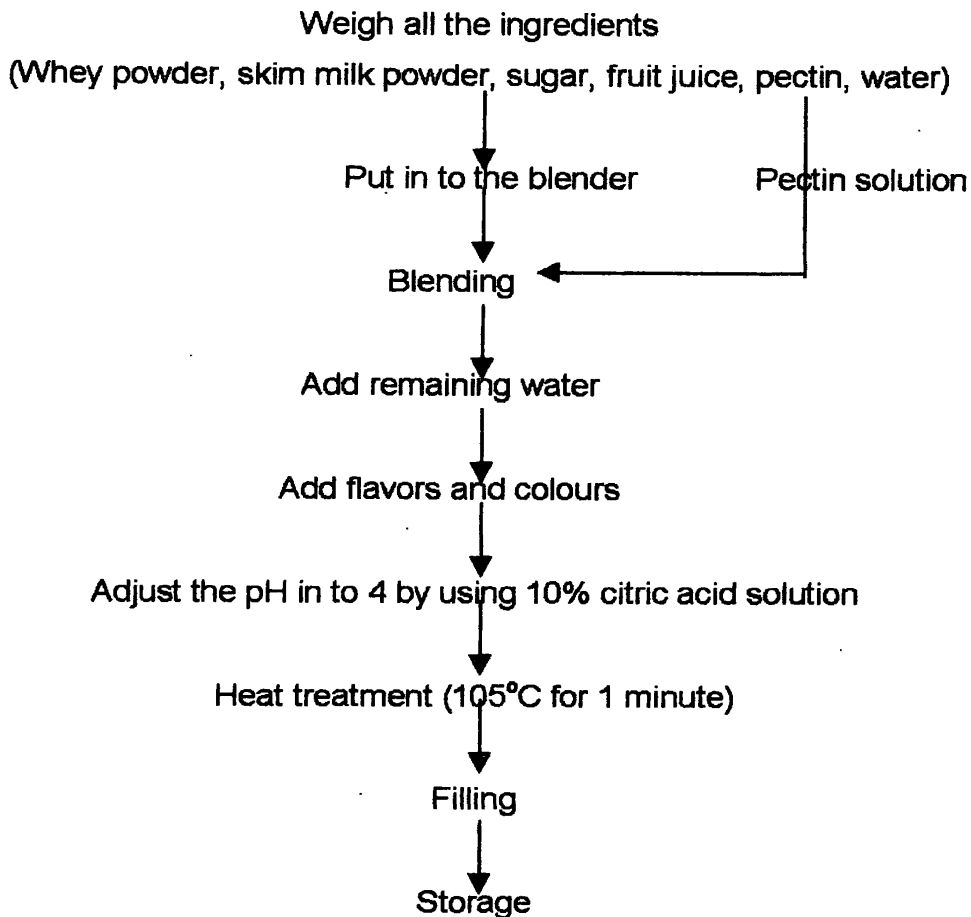 Weigh all the ingredients
(Whey powder, skim milk powder, sugar, fruit juice, pectin, water)
Put in to the blender
Pectin solution
Blending
Add remaining water
Add flavors and colours
Adjust the pH in to 4 by using 10% citric acid solution
Heat treatment (105°C for 1 minute)
Filling
Storage